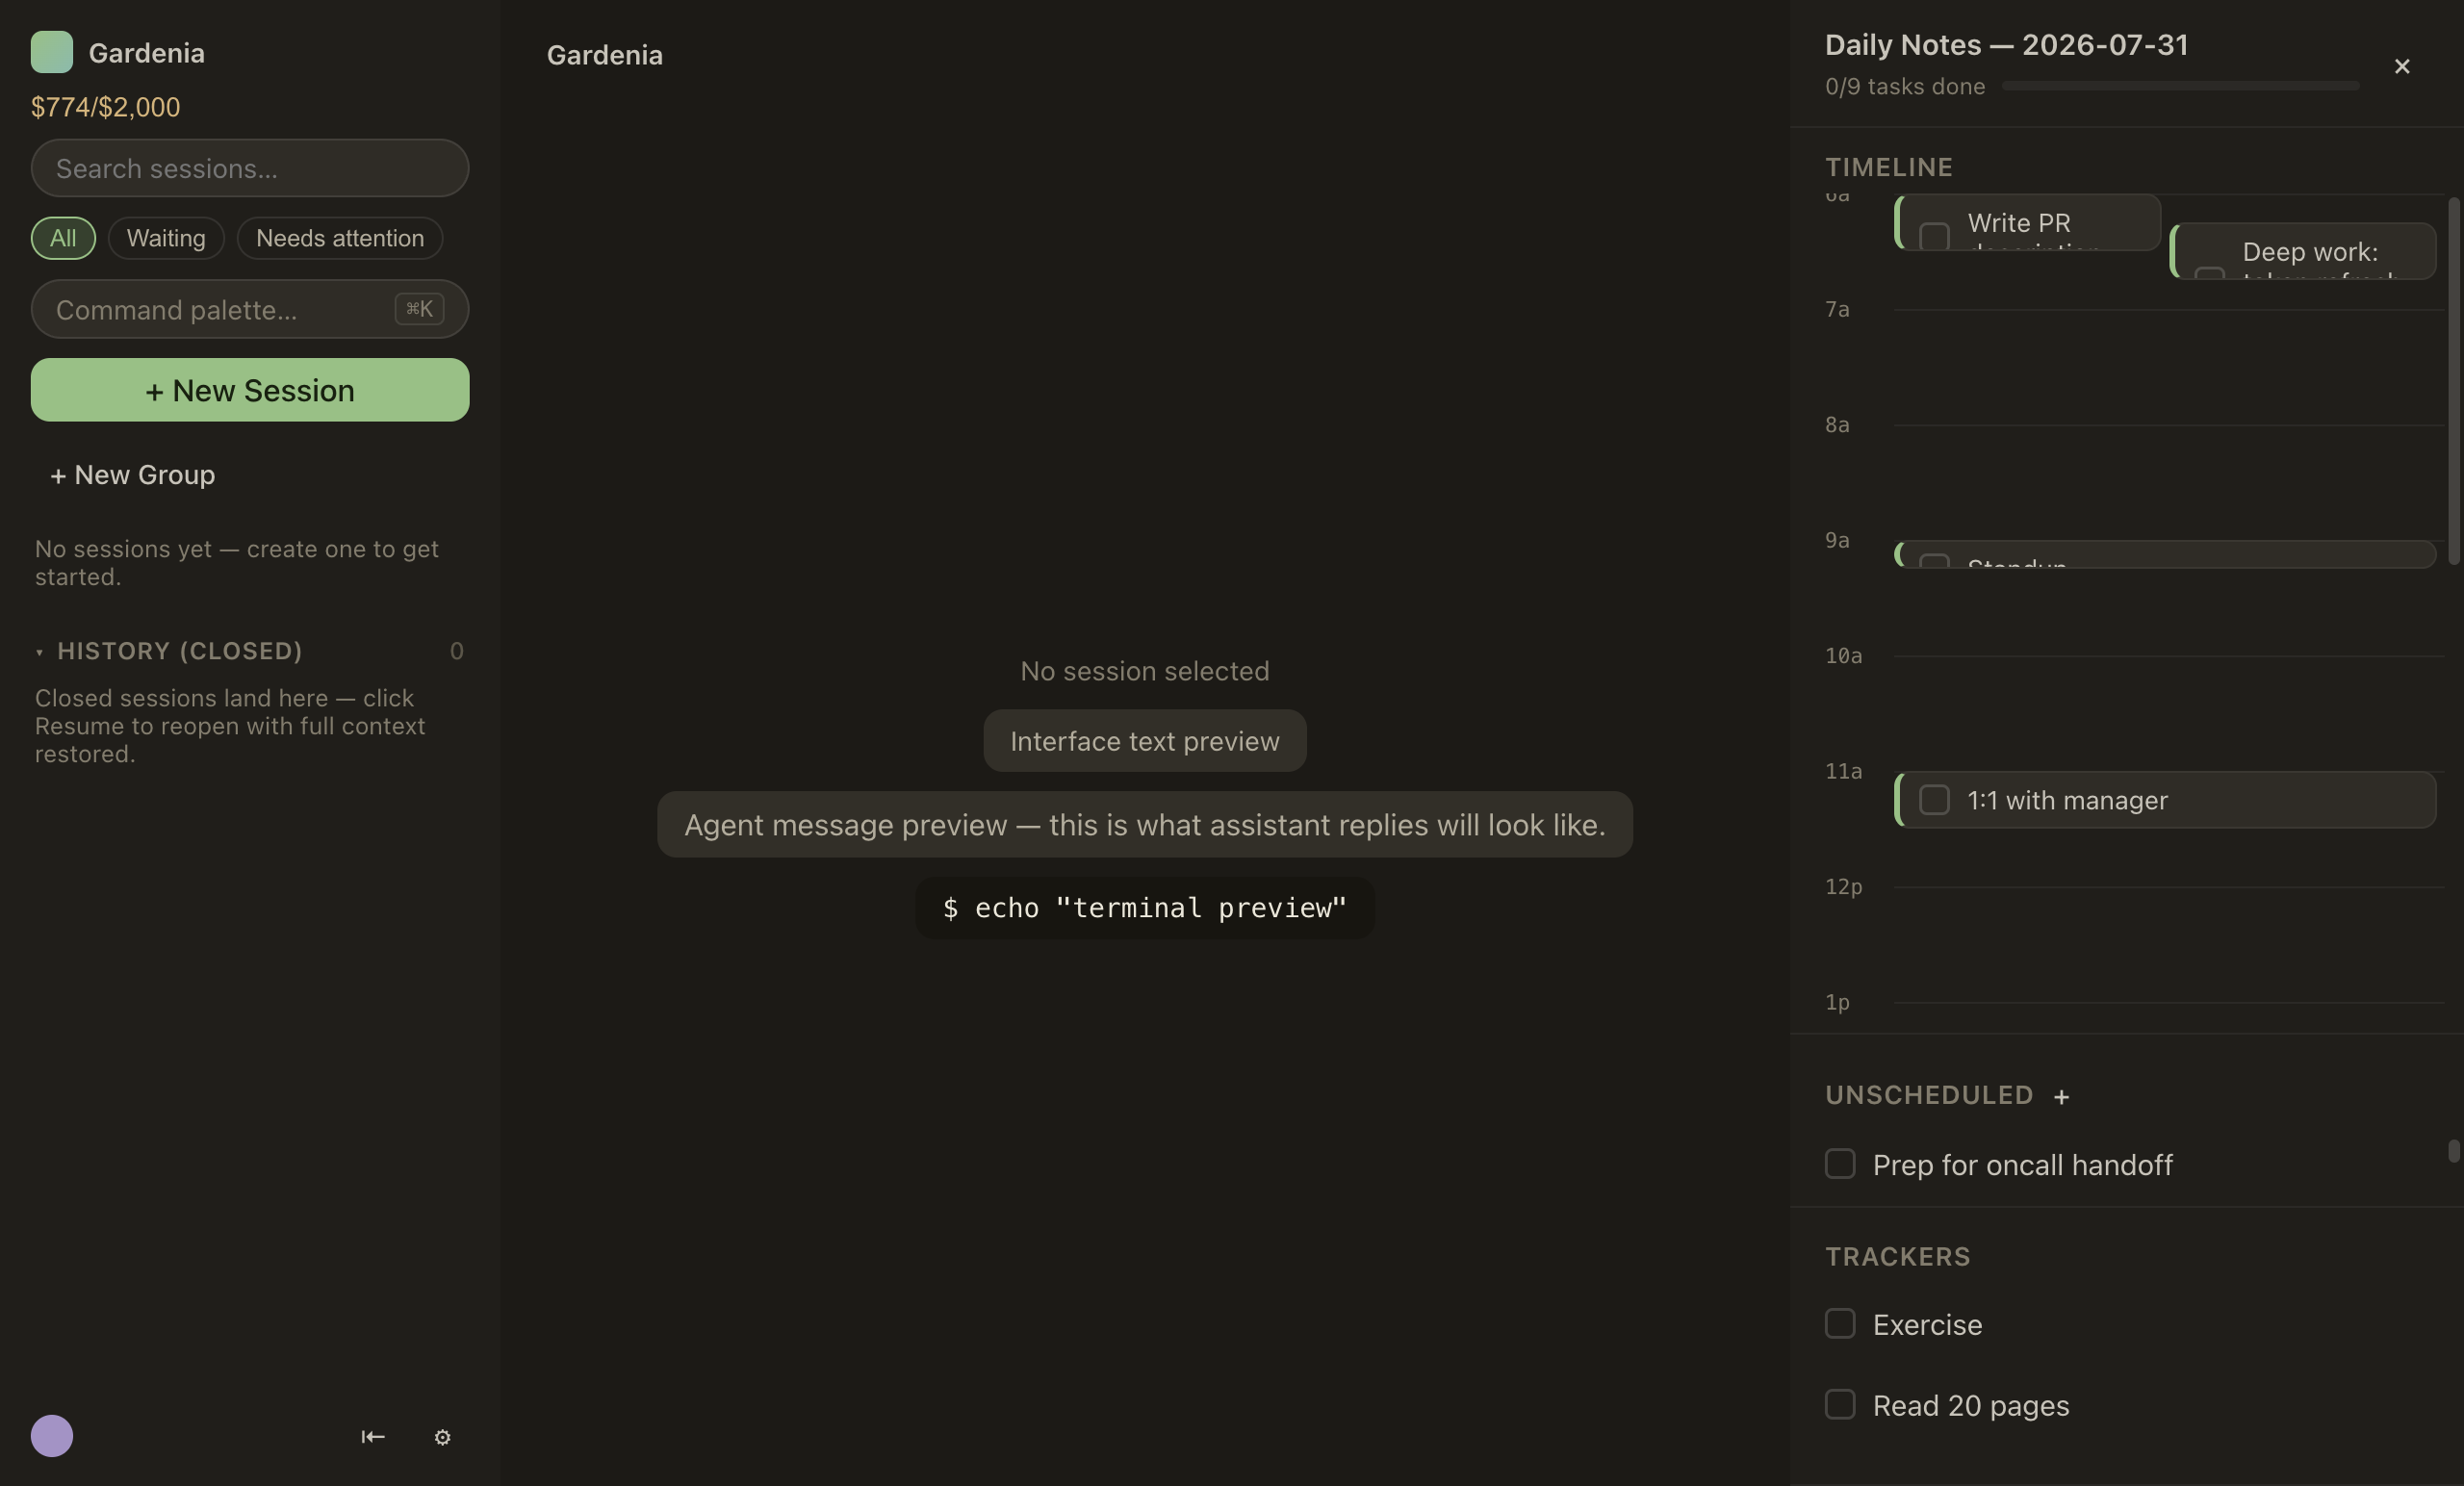 Gardenia
$774/$2,000
Search sessions...
All
Waiting
Needs attention
Command palette...
⌘K
+ New Session
+ New Group
No sessions yet — create one to get
started.
▾ HISTORY (CLOSED)
0
Closed sessions land here — click
Resume to reopen with full context
restored.
Gardenia
No session selected
Interface text preview
Agent message preview — this is what assistant replies will look like.
$ echo "terminal preview"
Daily Notes — 2026-07-31
×
0/9 tasks done
TIMELINE
6a
Write PR
description
Deep work:
token refresh
7a
8a
9a
Standup
10a
11a
1:1 with manager
12p
1p
UNSCHEDULED +
Prep for oncall handoff
TRACKERS
Exercise
Read 20 pages